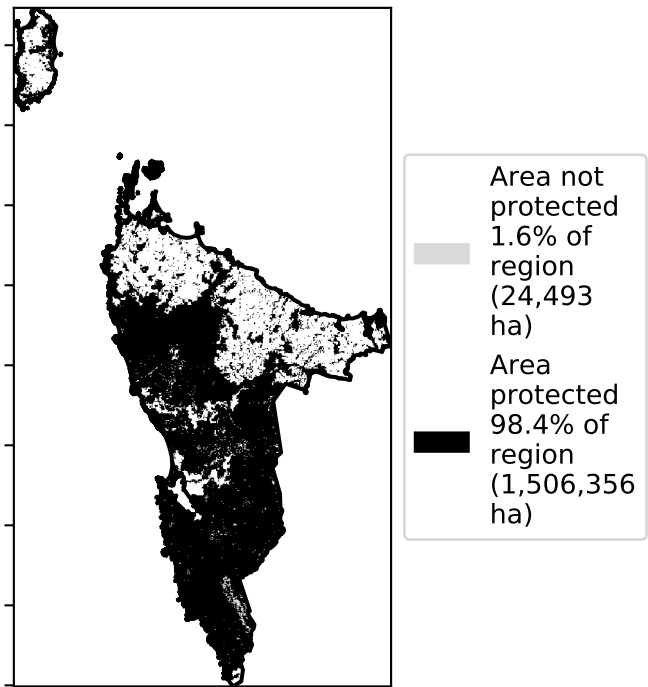 Area not
protected
1.6% of
region
(24,493
ha)
Area
protected
98.4% of
region
(1,506,356
ha)